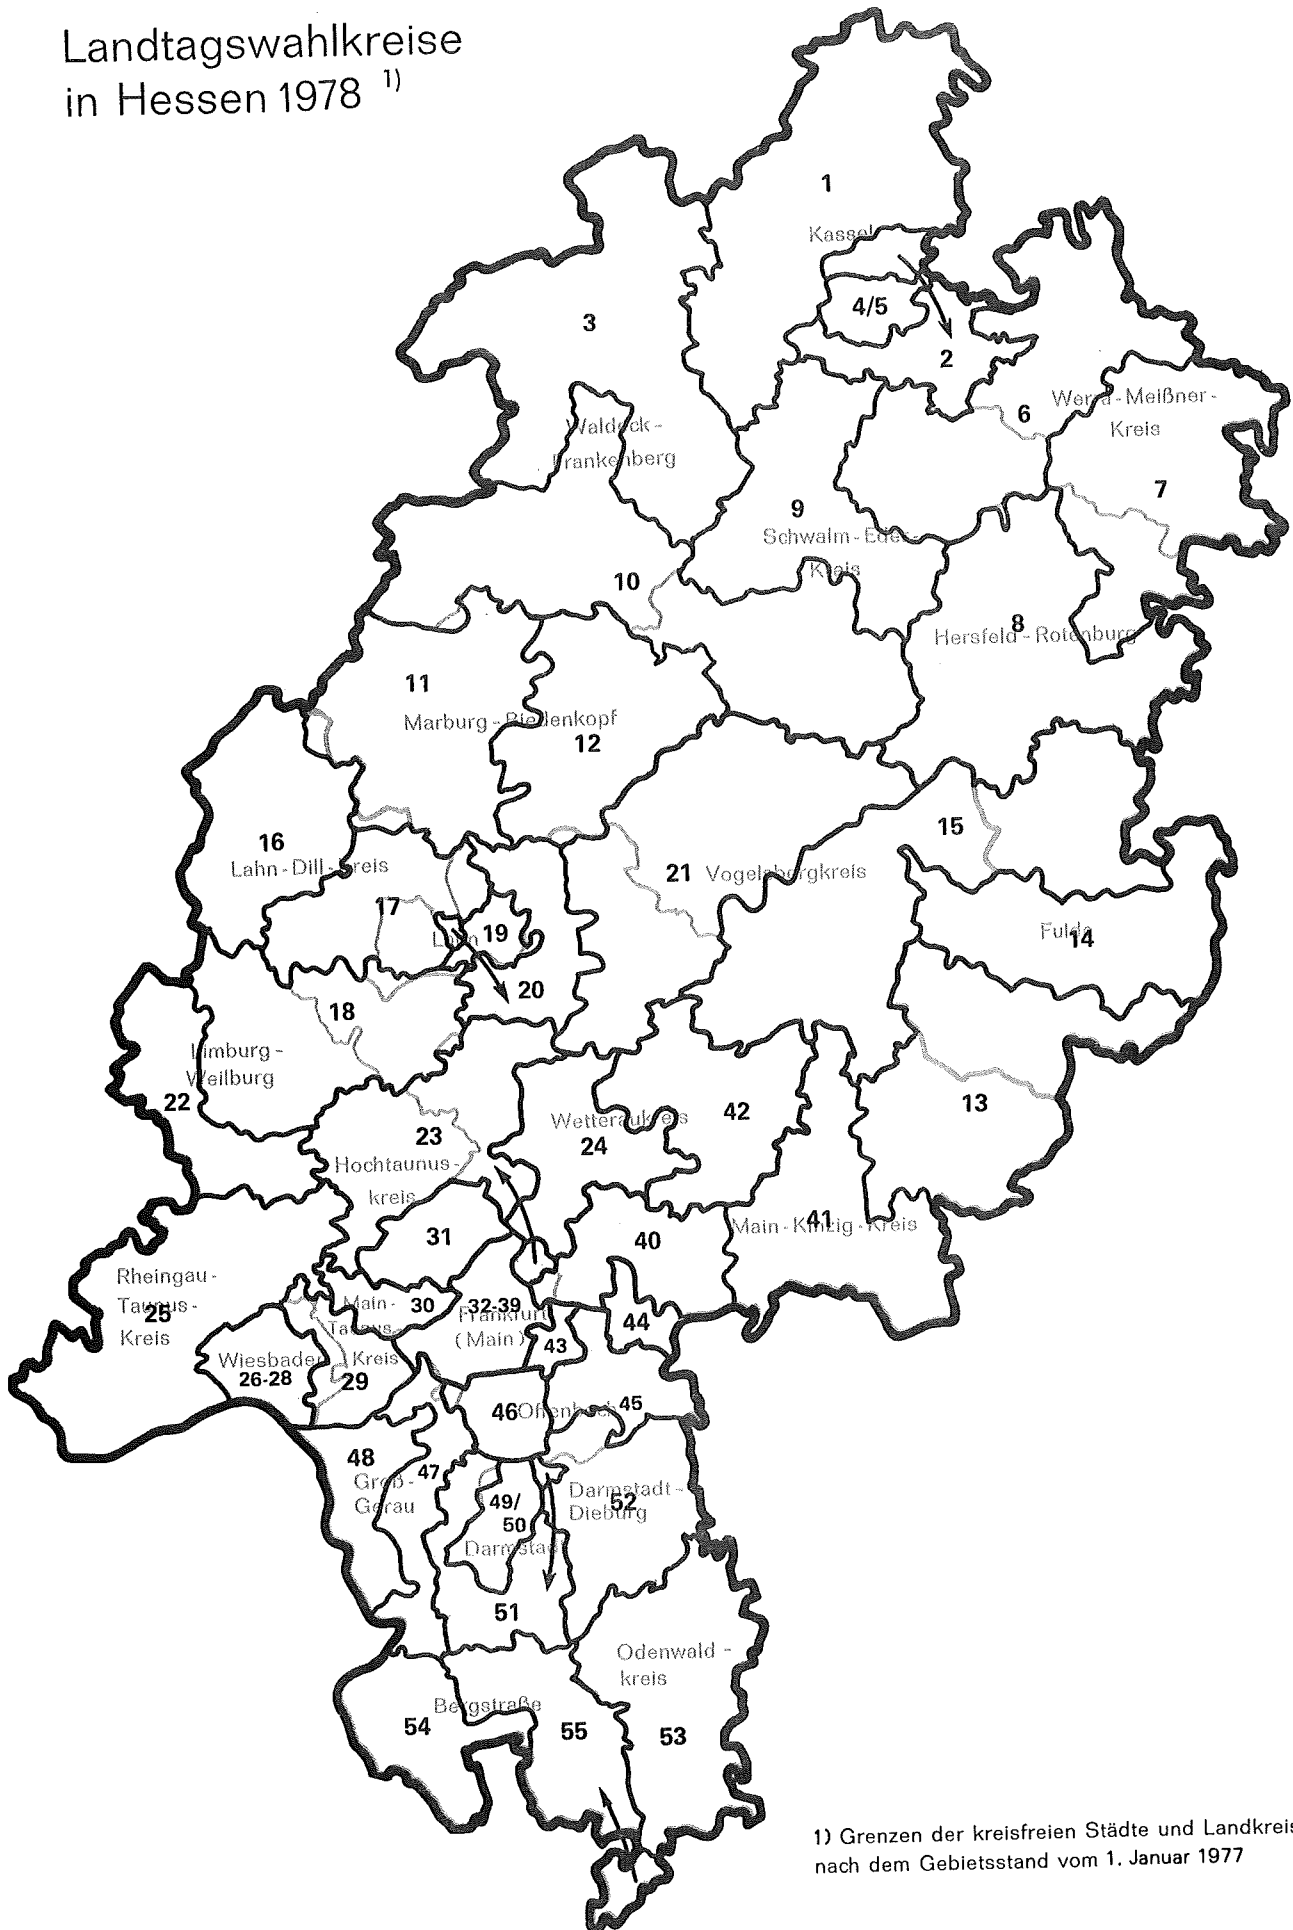 Landtagswahlkreise
in Hessen 1978 1)
1
Kassel
4/5
3
2
Werra-Meißner-
Kreis
6
Waldeck-
Frankenberg
7
9
Schwalm-Eder-
Kreis
10
8
Hersfeld-Rotenburg
11
Marburg-Biedenkopf
12
15
16
Lahn-Dill-Kreis
21
Vogelsbergkreis
17
Lahn
19
Fulda
14
20
18
Limburg-
Weilburg
22
13
42
Wetteraukreis
24
23
Hochtaunus-
kreis
41
Main-Kinzig-Kreis
31
40
Rheingau-
Taunus-
Kreis
25
Main-
Taunus-
Kreis
30
32-39
Frankfurt
(Main)
44
43
Wiesbaden
26-28
29
46
Offenbach
45
48
47
Groß-
Gerau
49/
50
Darmstadt
Darmstadt-
Dieburg
52
51
Odenwald-
kreis
Bergstraße
54
55
53
1) Grenzen der kreisfreien Städte und Landkreis
nach dem Gebietsstand vom 1. Januar 1977